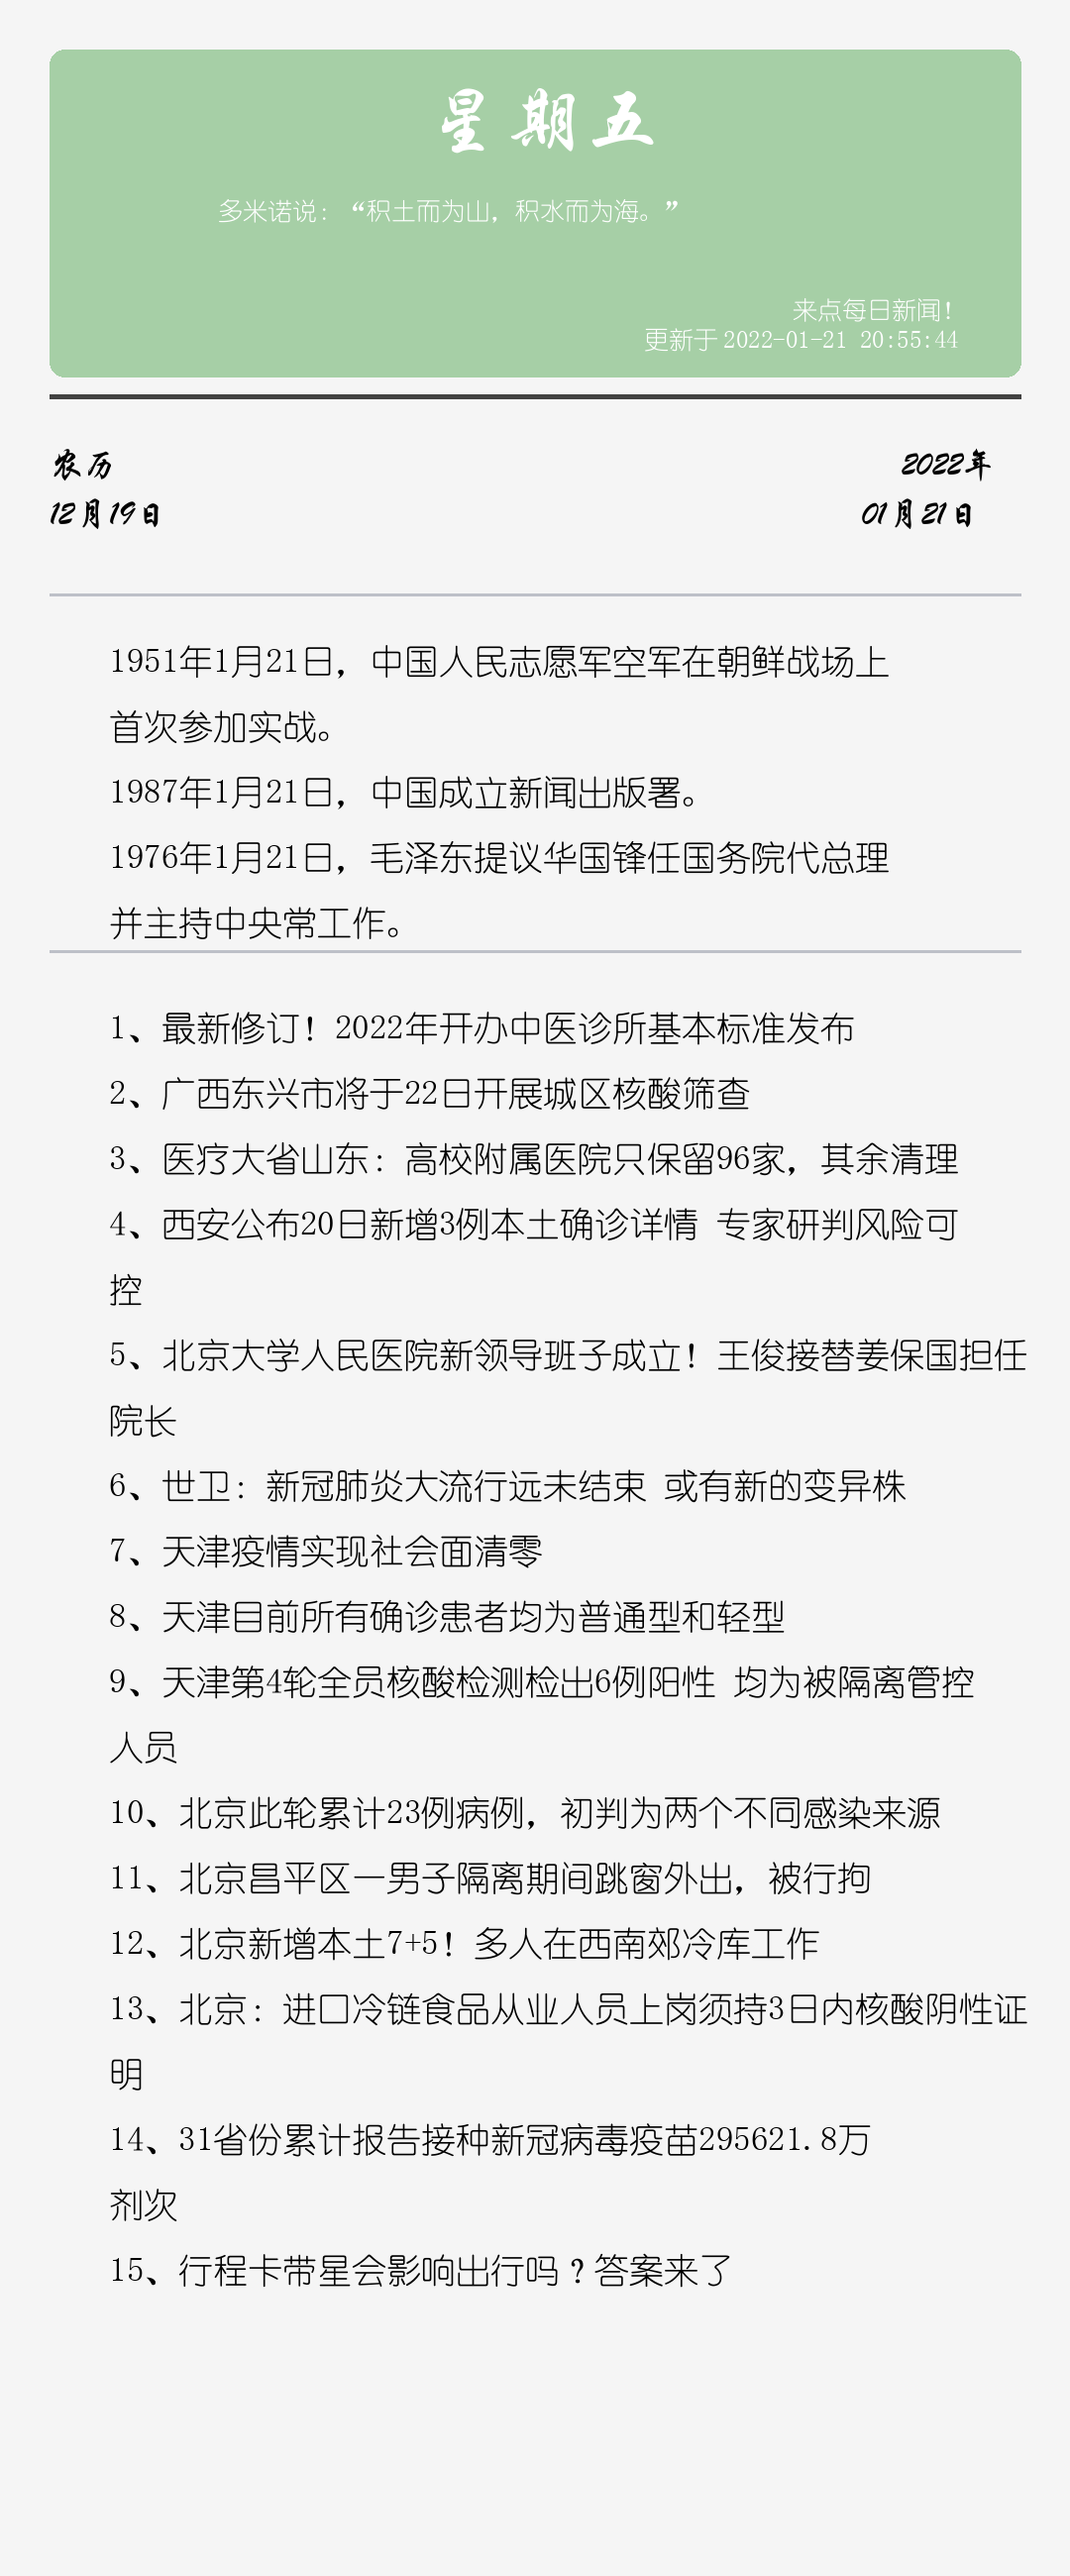 星期五
多米诺说：“积土而为山，积水而为海。”
来点每日新闻！
更新于2022-01-21 20:55:44
农历
2022年
12月19日
01月21日
1951年1月21日，中国人民志愿军空军在朝鲜战场上
首次参加实战。
1987年1月21日，中国成立新闻出版署。
1976年1月21日，毛泽东提议华国锋任国务院代总理
并主持中央常工作。
1、最新修订！2022年开办中医诊所基本标准发布
2、广西东兴市将于22日开展城区核酸筛查
3、医疗大省山东：高校附属医院只保留96家，其余清理
4、西安公布20日新增3例本土确诊详情 专家研判风险可
控
5、北京大学人民医院新领导班子成立！王俊接替姜保国担任
院长
6、世卫：新冠肺炎大流行远未结束 或有新的变异株
7、天津疫情实现社会面清零
8、天津目前所有确诊患者均为普通型和轻型
9、天津第4轮全员核酸检测检出6例阳性 均为被隔离管控
人员
10、北京此轮累计23例病例，初判为两个不同感染来源
11、北京昌平区一男子隔离期间跳窗外出，被行拘
12、北京新增本土7+5！多人在西南郊冷库工作
13、北京：进口冷链食品从业人员上岗须持3日内核酸阴性证
明
14、31省份累计报告接种新冠病毒疫苗295621.8万
剂次
15、行程卡带星会影响出行吗？答案来了